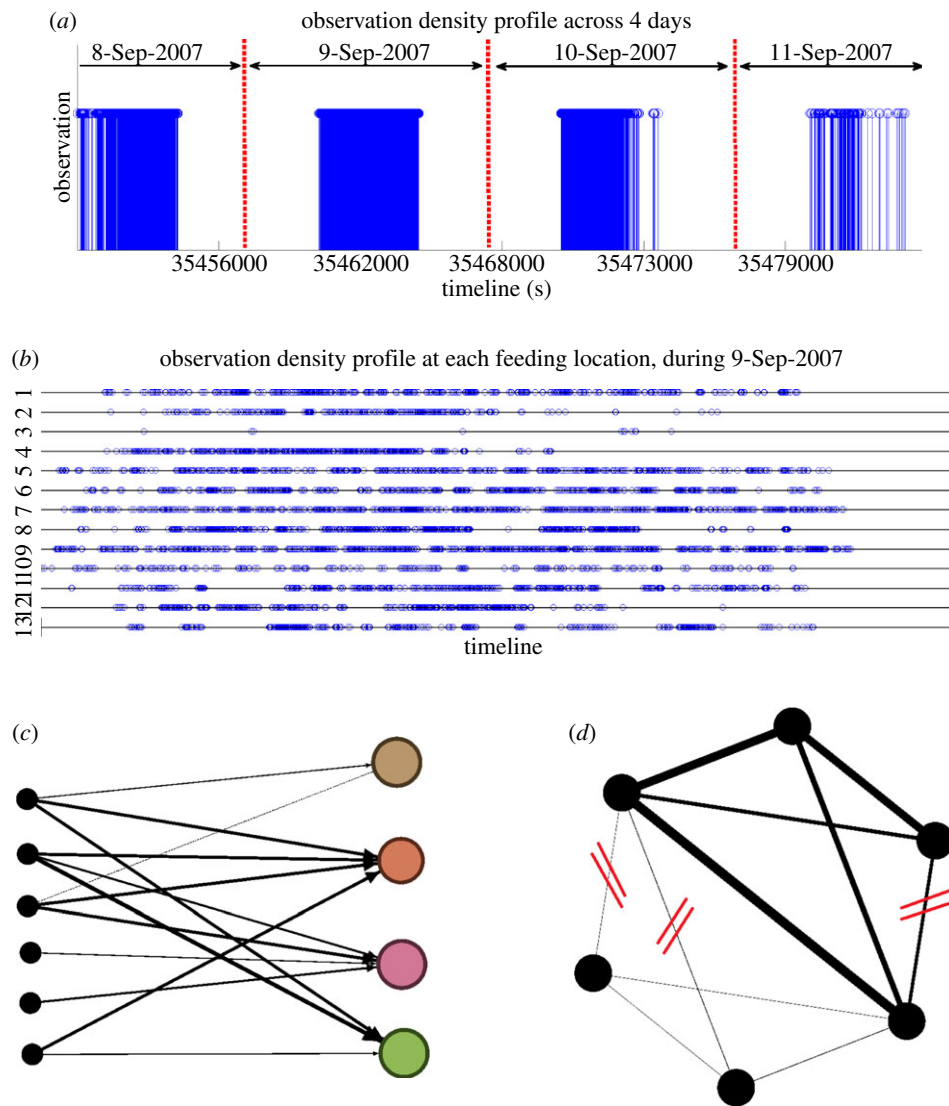 (a)
observation density profile across 4 days
8-Sep-2007 9-Sep-2007 10-Sep-2007 11-Sep-2007
observation
35456000 35462000 35468000 35473000 35479000
timeline (s)
(b)
observation density profile at each feeding location, during 9-Sep-2007
1
2
3
4
5
6
7
8
9
10
11
12
13
timeline
(c)
(d)